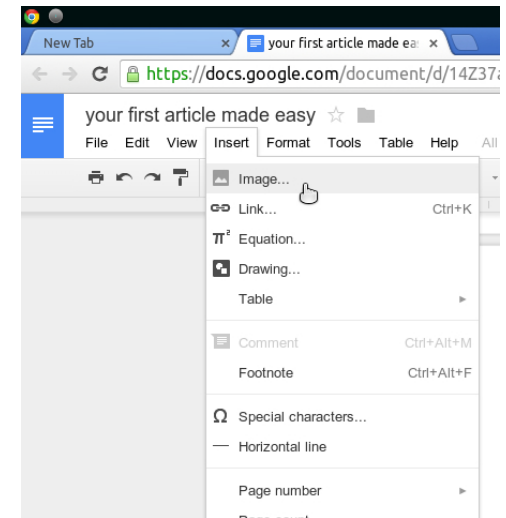 New Tab × your first article made ea ×
https://docs.google.com/document/d/14Z37
your first article made easy
File Edit View Insert Format Tools Table Help All
Image...
Link... Ctrl+K
π² Equation...
Drawing...
Table
Comment Ctrl+Alt+M
Footnote Ctrl+Alt+F
Ω Special characters...
Horizontal line
Page number